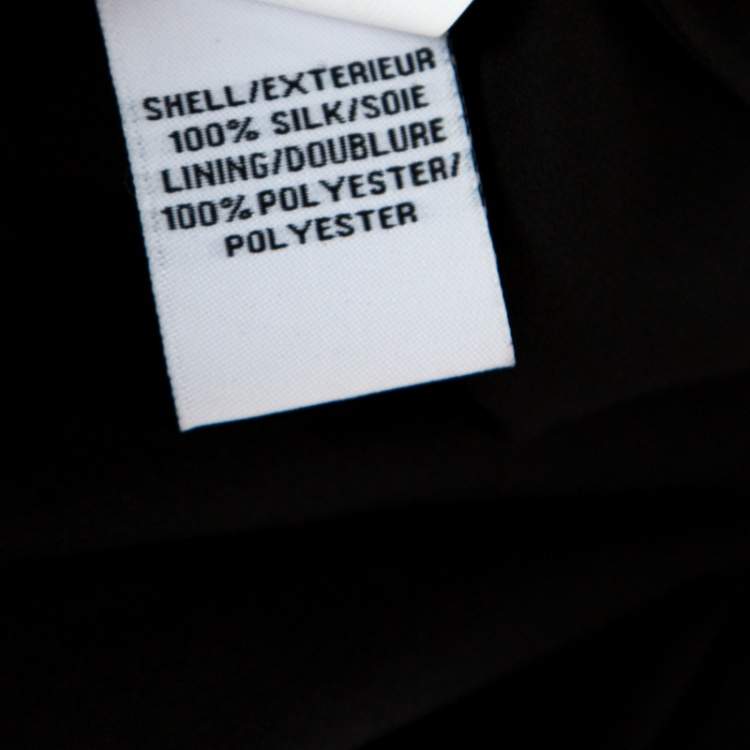 SHELL/EXTERIEUR
100% SILK/SOIE
LINING/DOUBLURE
100% POLYESTER/
POLYESTER